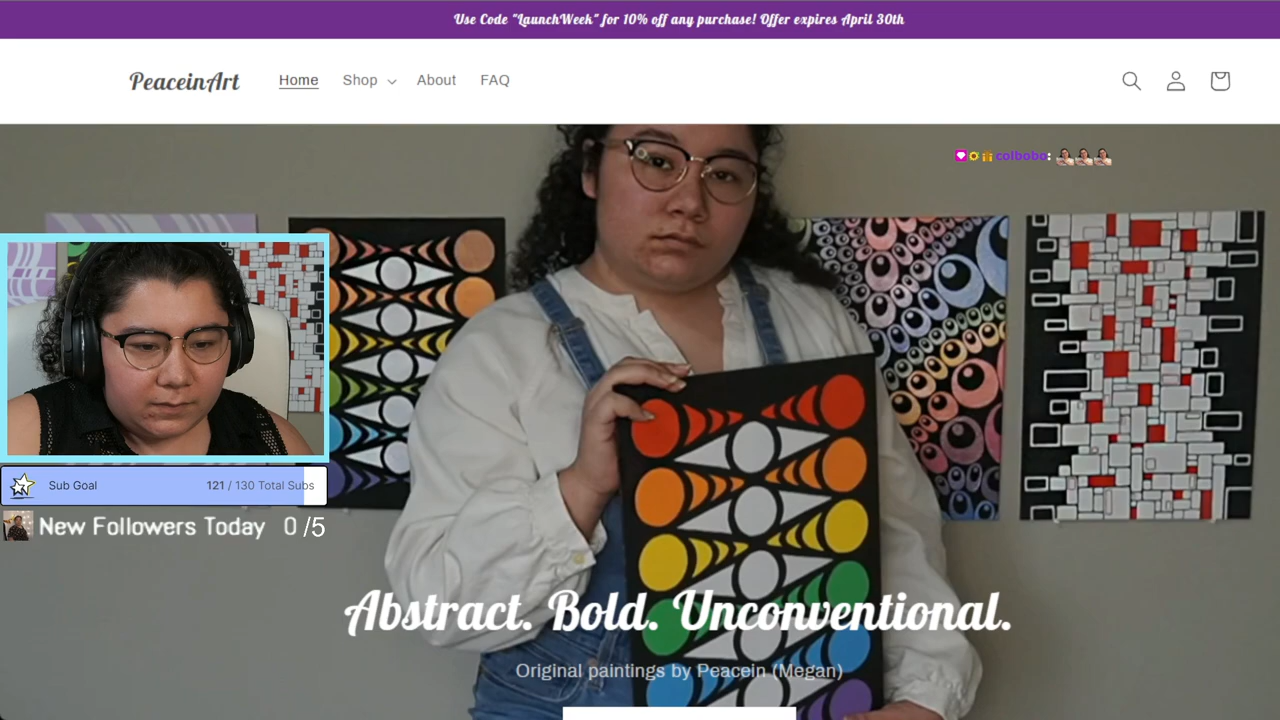 Use Code "LaunchWeek" for 10% off any purchase! Offer expires April 30th
PeaceinArt
Home
Shop
About
FAQ
colbobo:
Sub Goal
121 / 130 Total Subs
New Followers Today 0 /5
Abstract. Bold. Unconventional.
Original paintings by Peacein (Megan)